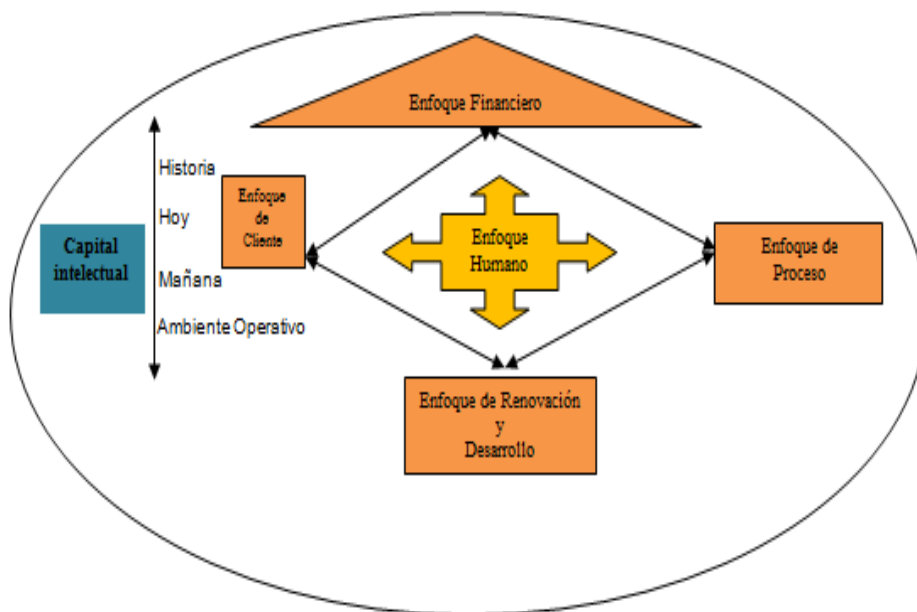 Enfoque Financiero
Historia
Hoy
Mañana
Ambiente Operativo
Capital
intelectual
Enfoque
de
Cliente
Enfoque
Humano
Enfoque de
Proceso
Enfoque de Renovación
y
Desarrollo